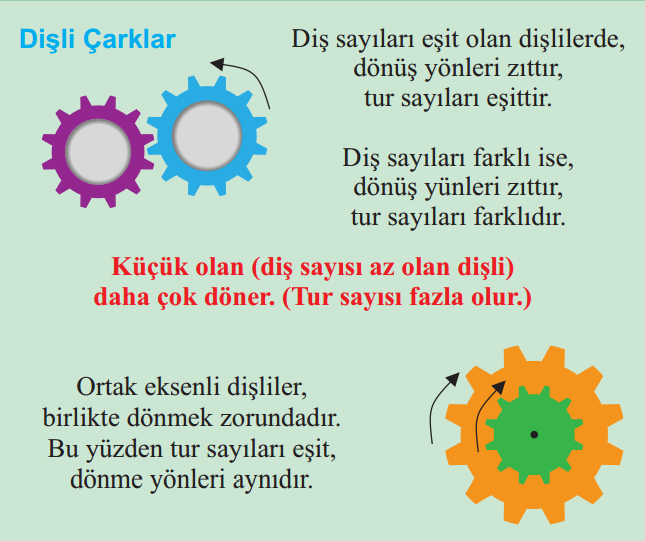 Dişli Çarklar
Diş sayıları eşit olan dişlilerde,
dönüş yönleri zıttır,
tur sayıları eşittir.
Diş sayıları farklı ise,
dönüş yünleri zıttır,
tur sayıları farklıdır.
Küçük olan (diş sayısı az olan dişli)
daha çok döner. (Tur sayısı fazla olur.)
Ortak eksenli dişliler,
birlikte dönmek zorundadır.
Bu yüzden tur sayıları eşit,
dönme yönleri aynıdır.